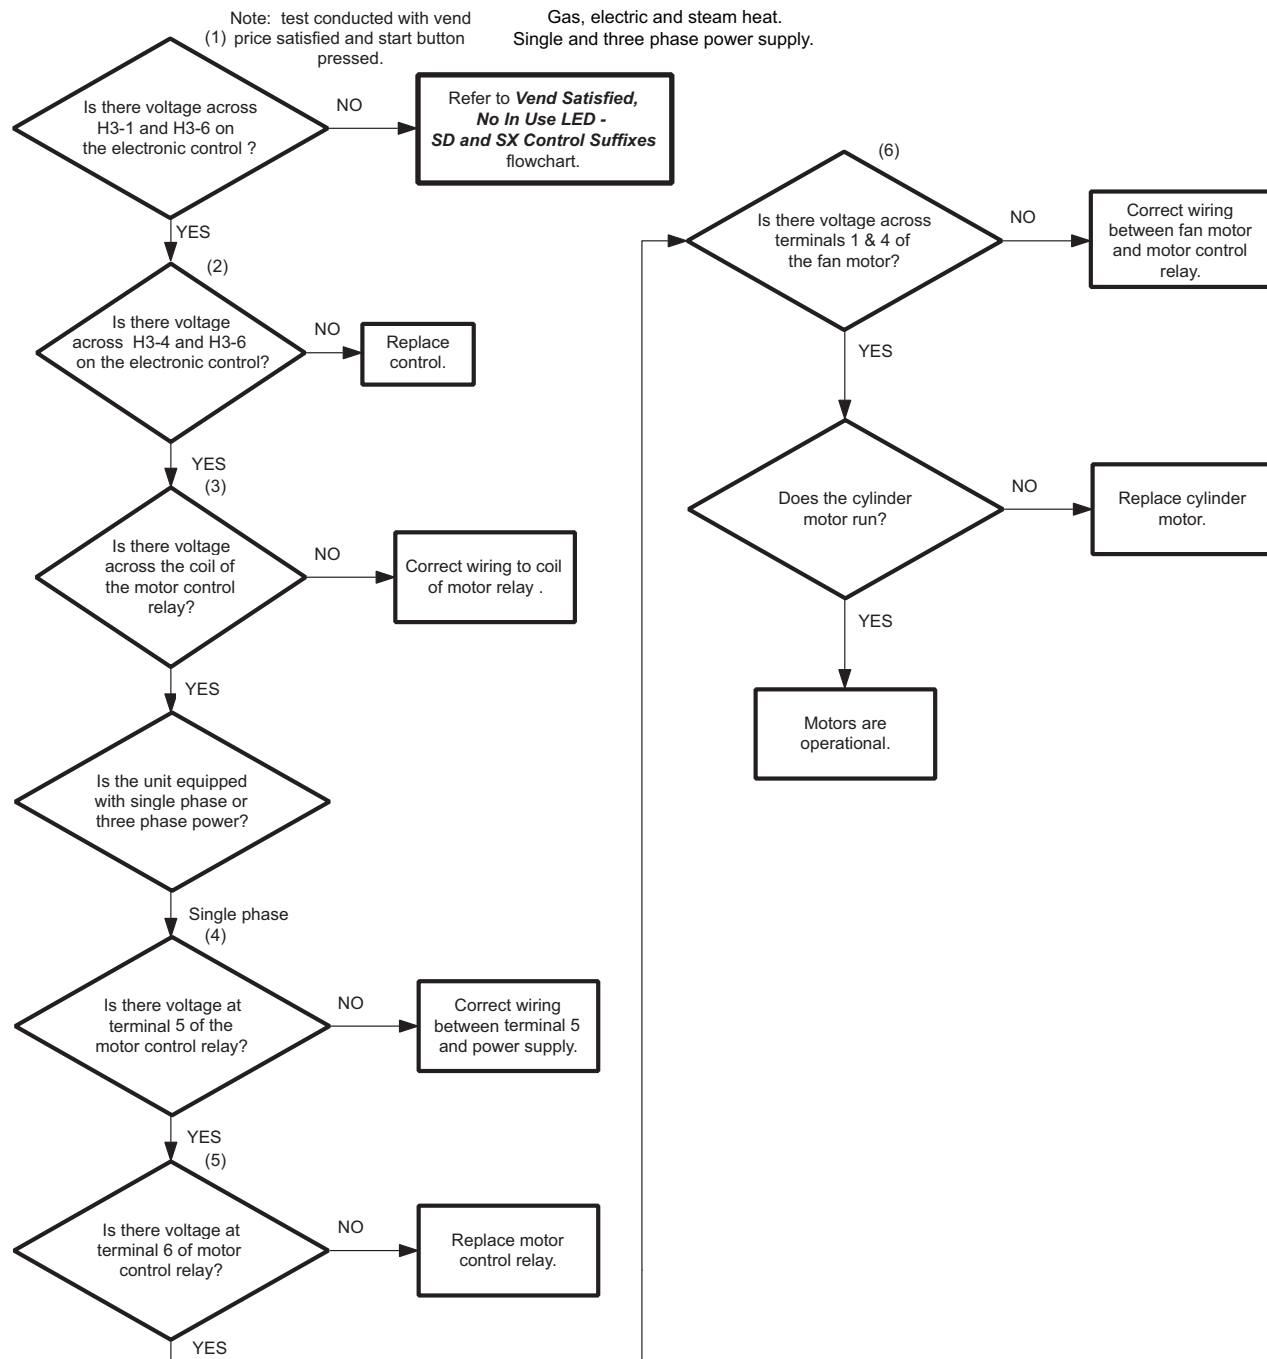 Note: test conducted with vend
(1) price satisfied and start button
pressed.
Gas, electric and steam heat.
Single and three phase power supply.
Is there voltage across
H3-1 and H3-6 on
the electronic control ?
NO
Refer to Vend Satisfied,
No In Use LED -
SD and SX Control Suffixes
flowchart.
YES
(2)
Is there voltage
across H3-4 and H3-6
on the electronic control?
NO
Replace
control.
YES
(3)
Is there voltage
across the coil of
the motor control
relay?
NO
Correct wiring to coil
of motor relay .
YES
Is the unit equipped
with single phase or
three phase power?
Single phase
(4)
Is there voltage at
terminal 5 of the
motor control relay?
NO
Correct wiring
between terminal 5
and power supply.
YES
(5)
Is there voltage at
terminal 6 of motor
control relay?
NO
Replace motor
control relay.
YES
(6)
Is there voltage across
terminals 1 & 4 of
the fan motor?
NO
Correct wiring
between fan motor
and motor control
relay.
YES
Does the cylinder
motor run?
NO
Replace cylinder
motor.
YES
Motors are
operational.